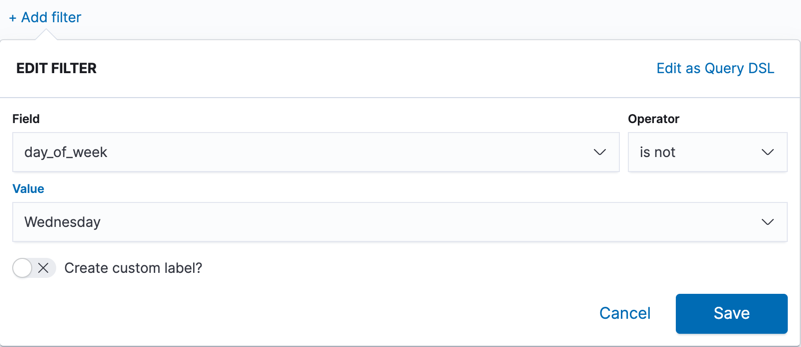 + Add filter
EDIT FILTER Edit as Query DSL
Field Operator
day_of_week is not
Value
Wednesday
Create custom label?
Cancel Save